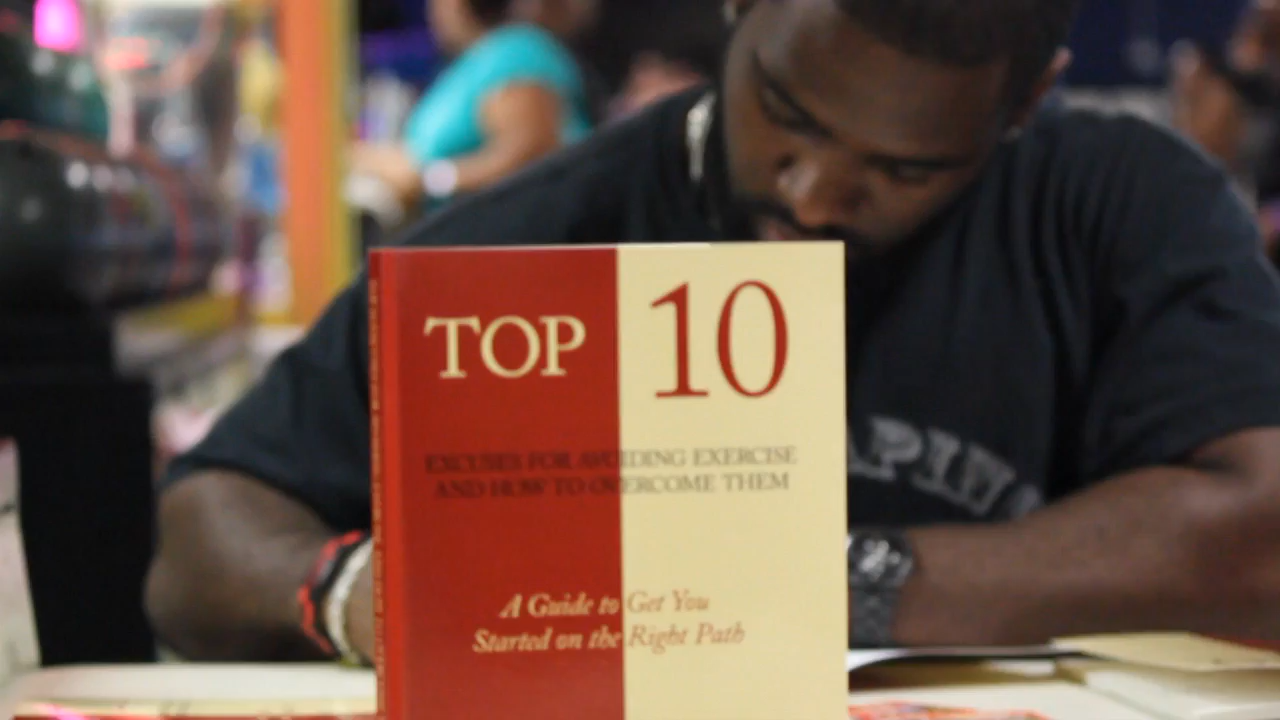 TOP 10
EXCUSES FOR AVOIDING EXERCISE
AND HOW TO OVERCOME THEM
A Guide to Get You
Started on the Right Path